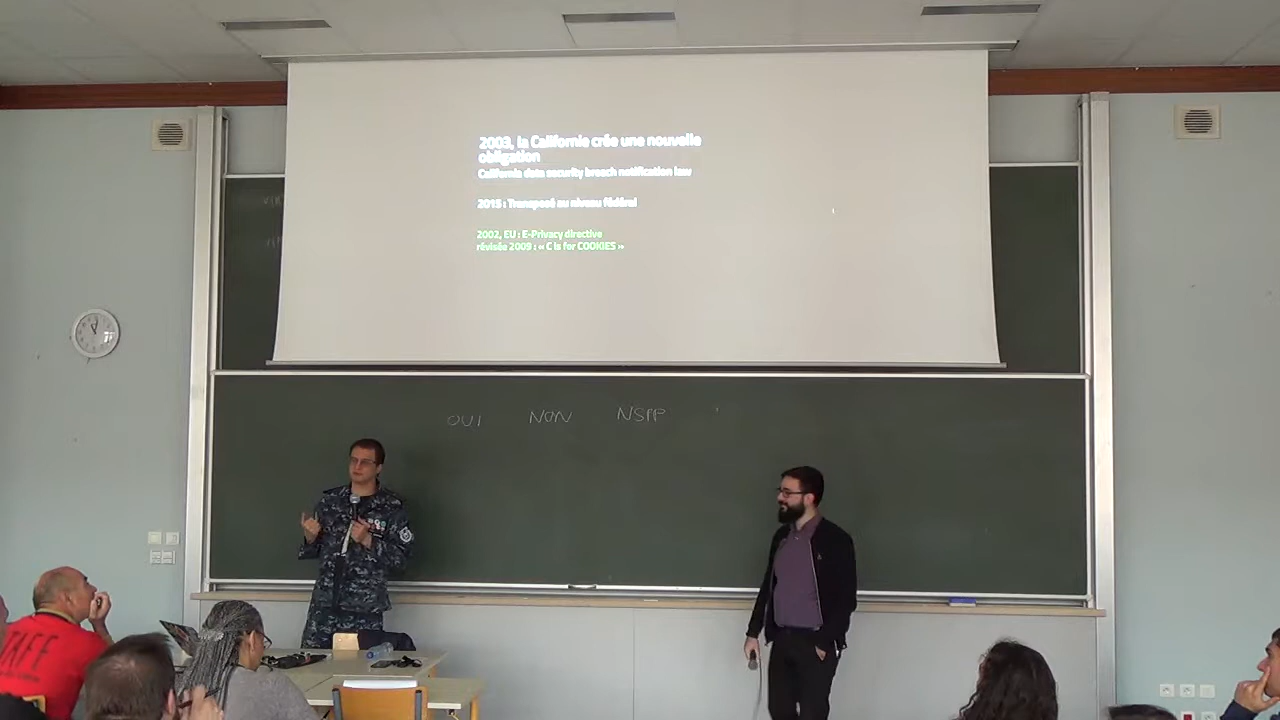 2003, la Californie crée une nouvelle
obligation
California data security breach notification law
2015 : Transposé au niveau fédéral
2002, EU : E-Privacy directive
révisée 2009 : « C is for COOKIES »
OUI NON NSPP
STAFF